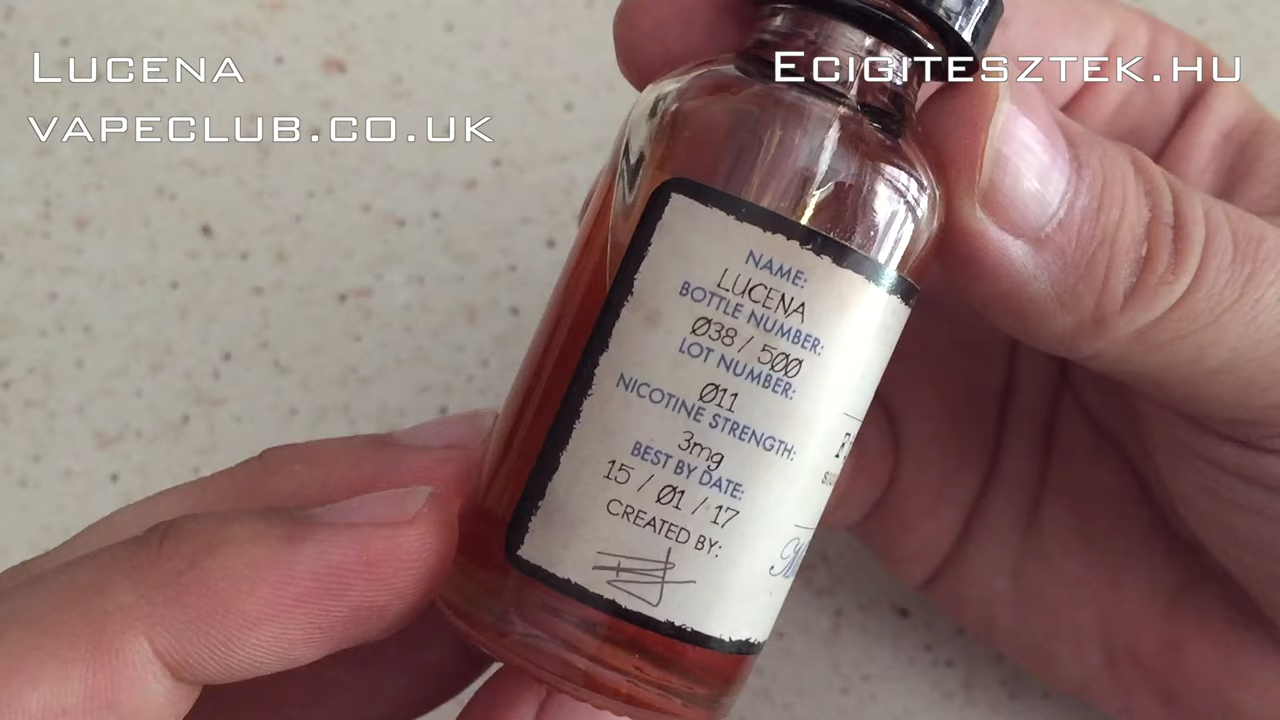 Lucena
vapeclub.co.uk
Ecigitesztek.hu
NAME:
LUCENA
BOTTLE NUMBER:
Ø38 / 5ØØ
LOT NUMBER:
Ø11
NICOTINE STRENGTH:
3mg
BEST BY DATE:
15 / Ø1 / 17
CREATED BY: